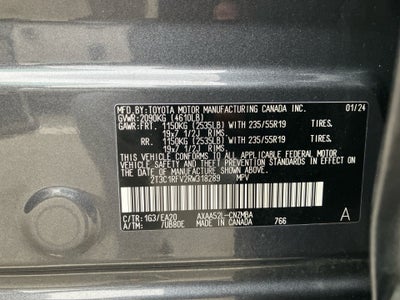 MFD. BY: TOYOTA MOTOR MANUFACTURING CANADA INC. 01/24
GVWR: 2090KG (4610LB)
GAWR: FRT. 1150KG (2535LB) WITH 235/55R19 TIRES.
19x7 1/2J RIMS
RR. 1150KG (2535LB) WITH 235/55R19 TIRES.
19x7 1/2J RIMS
THIS VEHICLE CONFORMS TO ALL APPLICABLE FEDERAL MOTOR
VEHICLE SAFETY, BUMPER, AND THEFT PREVENTION STANDARDS
IN EFFECT ON THE DATE OF MANUFACTURE SHOWN ABOVE.
2T3C1RFV2RW318289 MPV
C/TR: 1G3/EA20 AXAA52L-CNZMBA
A/TM: 7UB80E MADE IN CANADA 766 A